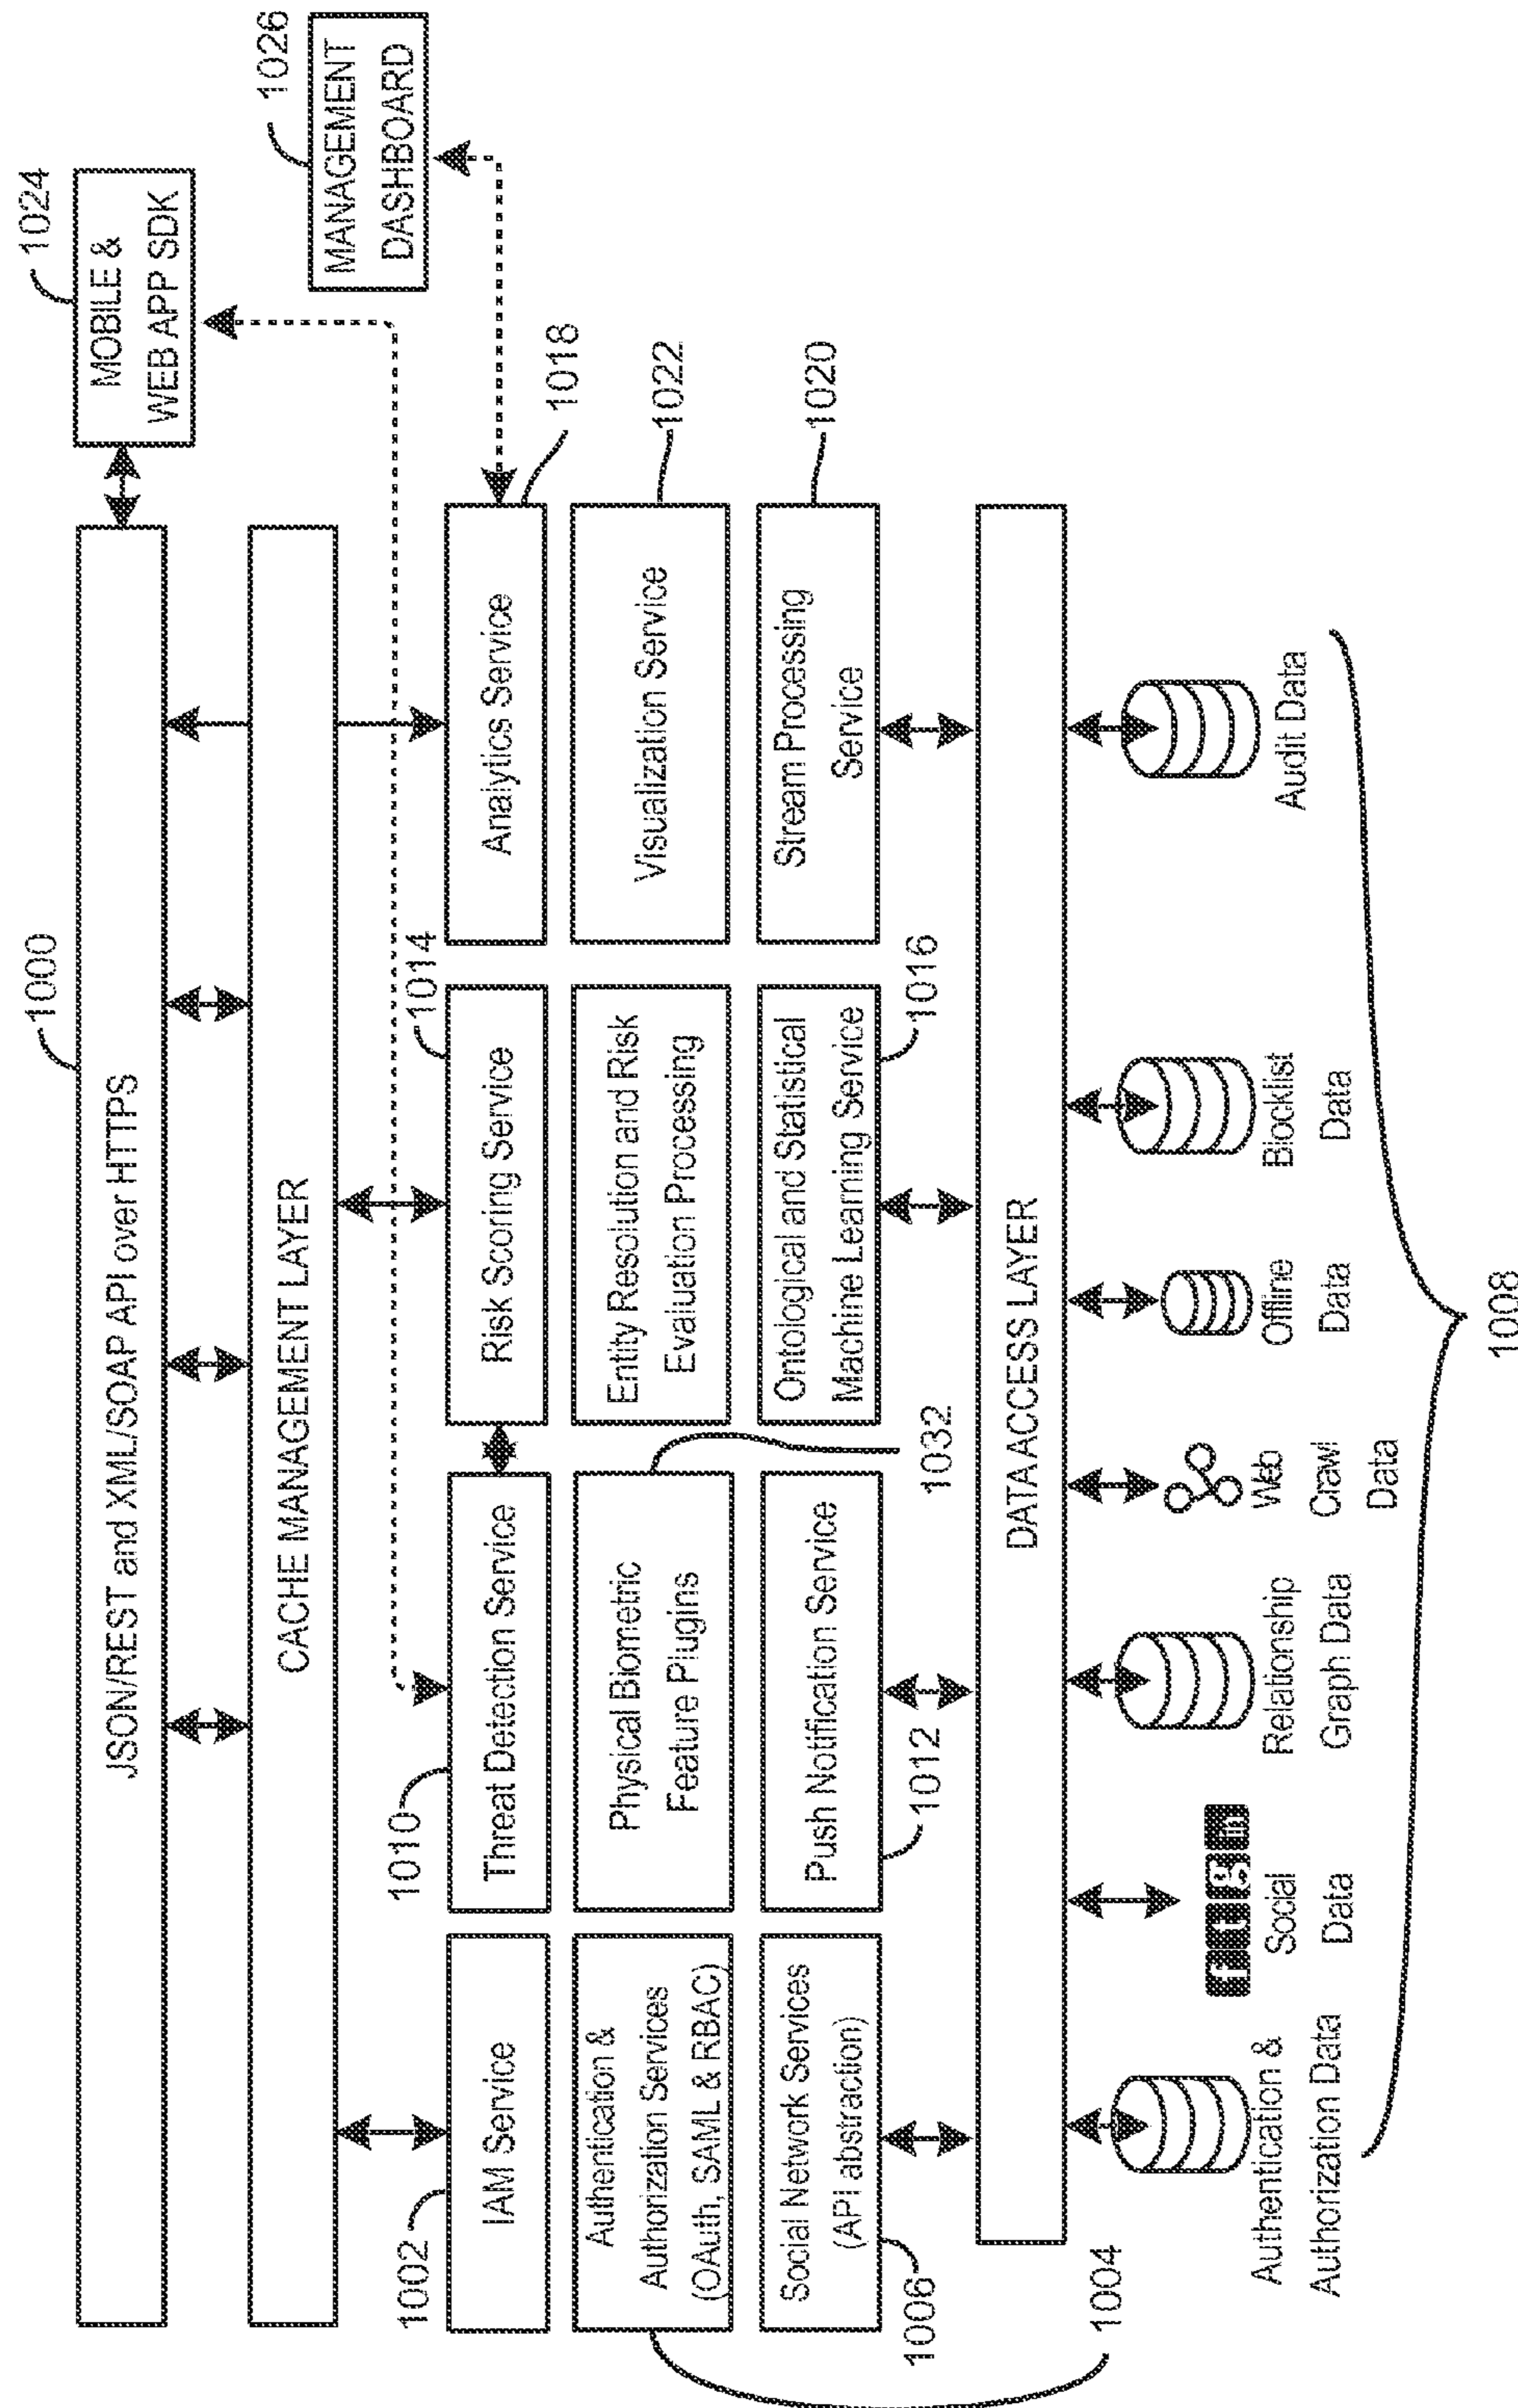 1000
JSON/REST and XML/SOAP API over HTTPS
1024
MOBILE &
WEB APP SDK
CACHE MANAGEMENT LAYER
1026
MANAGEMENT
DASHBOARD
1002
IAM Service
Authentication &
Authorization Services
(OAuth, SAML & RBAC)
Social Network Services
(API abstraction)
1006
1004
1010
Threat Detection Service
Physical Biometric
Feature Plugins
1032
Push Notification Service
1012
1014
Risk Scoring Service
Entity Resolution and Risk
Evaluation Processing
Ontological and Statistical
Machine Learning Service
1016
Analytics Service
1018
Visualization Service
1022
Stream Processing
Service
1020
DATA ACCESS LAYER
Authentication &
Authorization Data
f t g in
Social
Data
Relationship
Graph Data
Web
Crawl
Data
Offline
Data
Blocklist
Data
Audit Data
1008